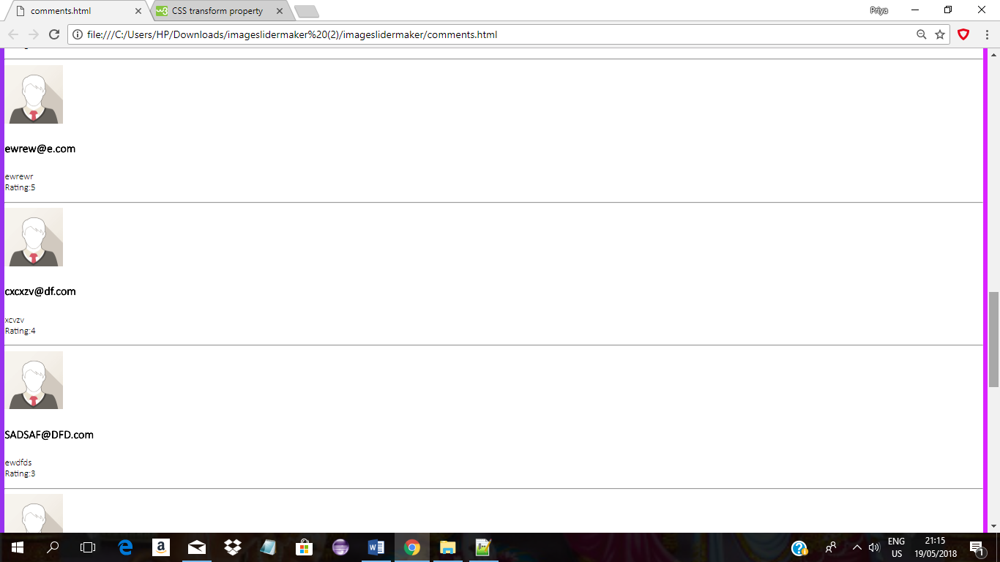 comments.html
CSS transform property
Priya
file:///C:/Users/HP/Downloads/imageslidermaker%20(2)/imageslidermaker/comments.html
ewrew@e.com
ewrewr
Rating:5
cxcxzv@df.com
xcvzv
Rating:4
SADSAF@DFD.com
ewdfds
Rating:3
ENG
US
21:15
19/05/2018
1